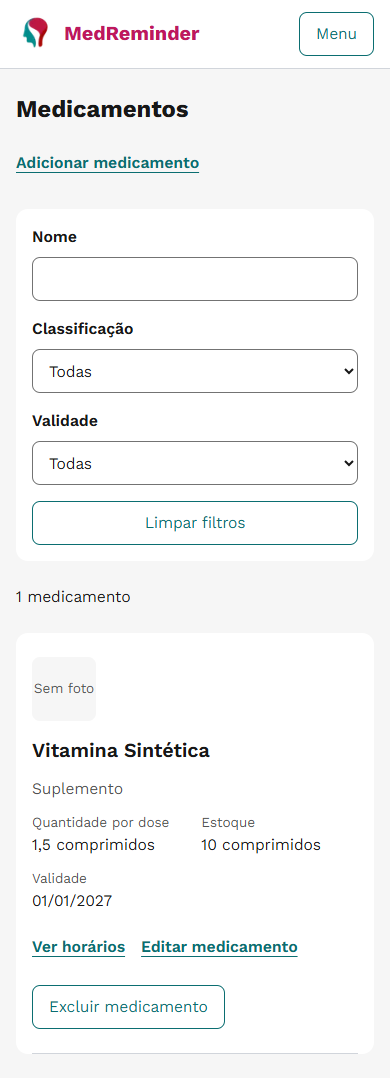 MedReminder
Menu
Medicamentos
Adicionar medicamento
Nome
Classificação
Todas
Validade
Todas
Limpar filtros
1 medicamento
Sem foto
Vitamina Sintética
Suplemento
Quantidade por dose Estoque
1,5 comprimidos 10 comprimidos
Validade
01/01/2027
Ver horários Editar medicamento
Excluir medicamento